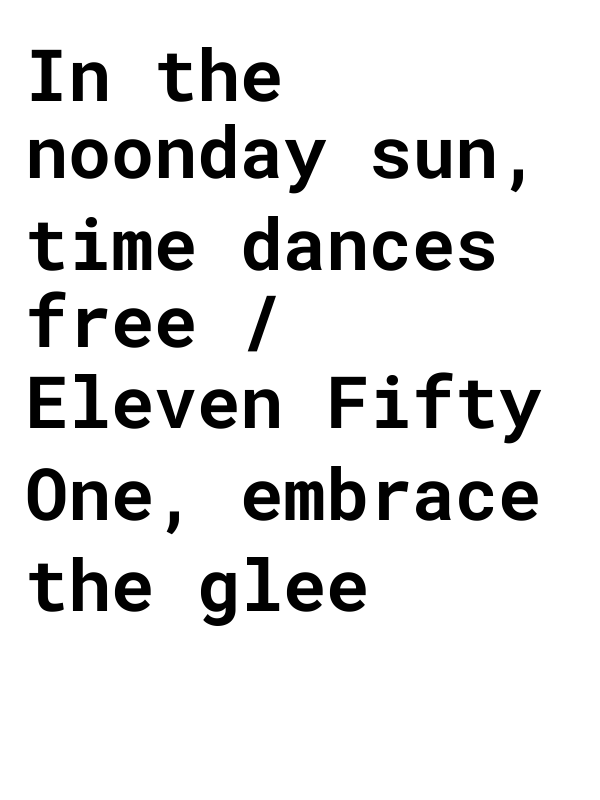 In the
noonday sun,
time dances
free /
Eleven Fifty
One, embrace
the glee